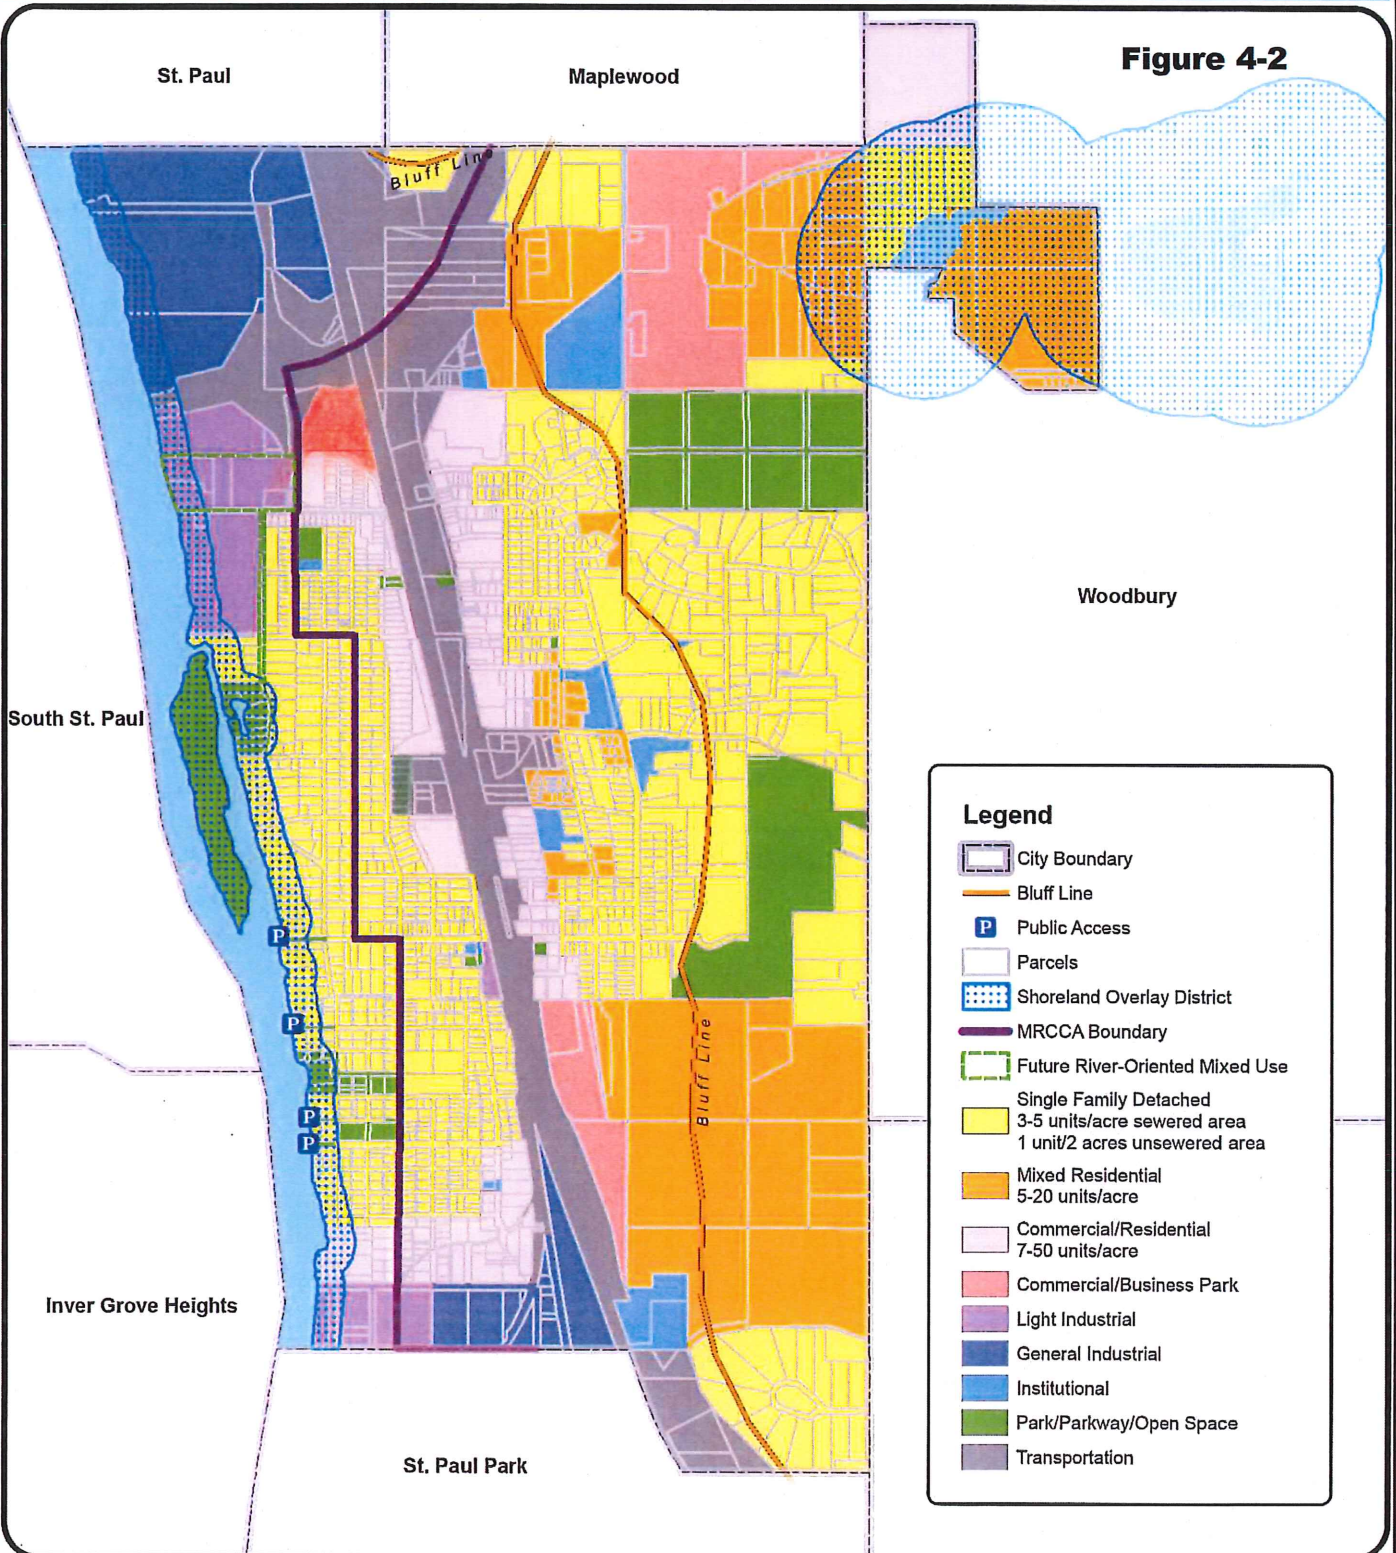 Figure 4-2
St. Paul
Maplewood
Bluff Line
Woodbury
South St. Paul
Bluff Line
Inver Grove Heights
St. Paul Park
P
P
P
P
Legend
City Boundary
Bluff Line
P Public Access
Parcels
Shoreland Overlay District
MRCCA Boundary
Future River-Oriented Mixed Use
Single Family Detached
3-5 units/acre sewered area
1 unit/2 acres unsewered area
Mixed Residential
5-20 units/acre
Commercial/Residential
7-50 units/acre
Commercial/Business Park
Light Industrial
General Industrial
Institutional
Park/Parkway/Open Space
Transportation